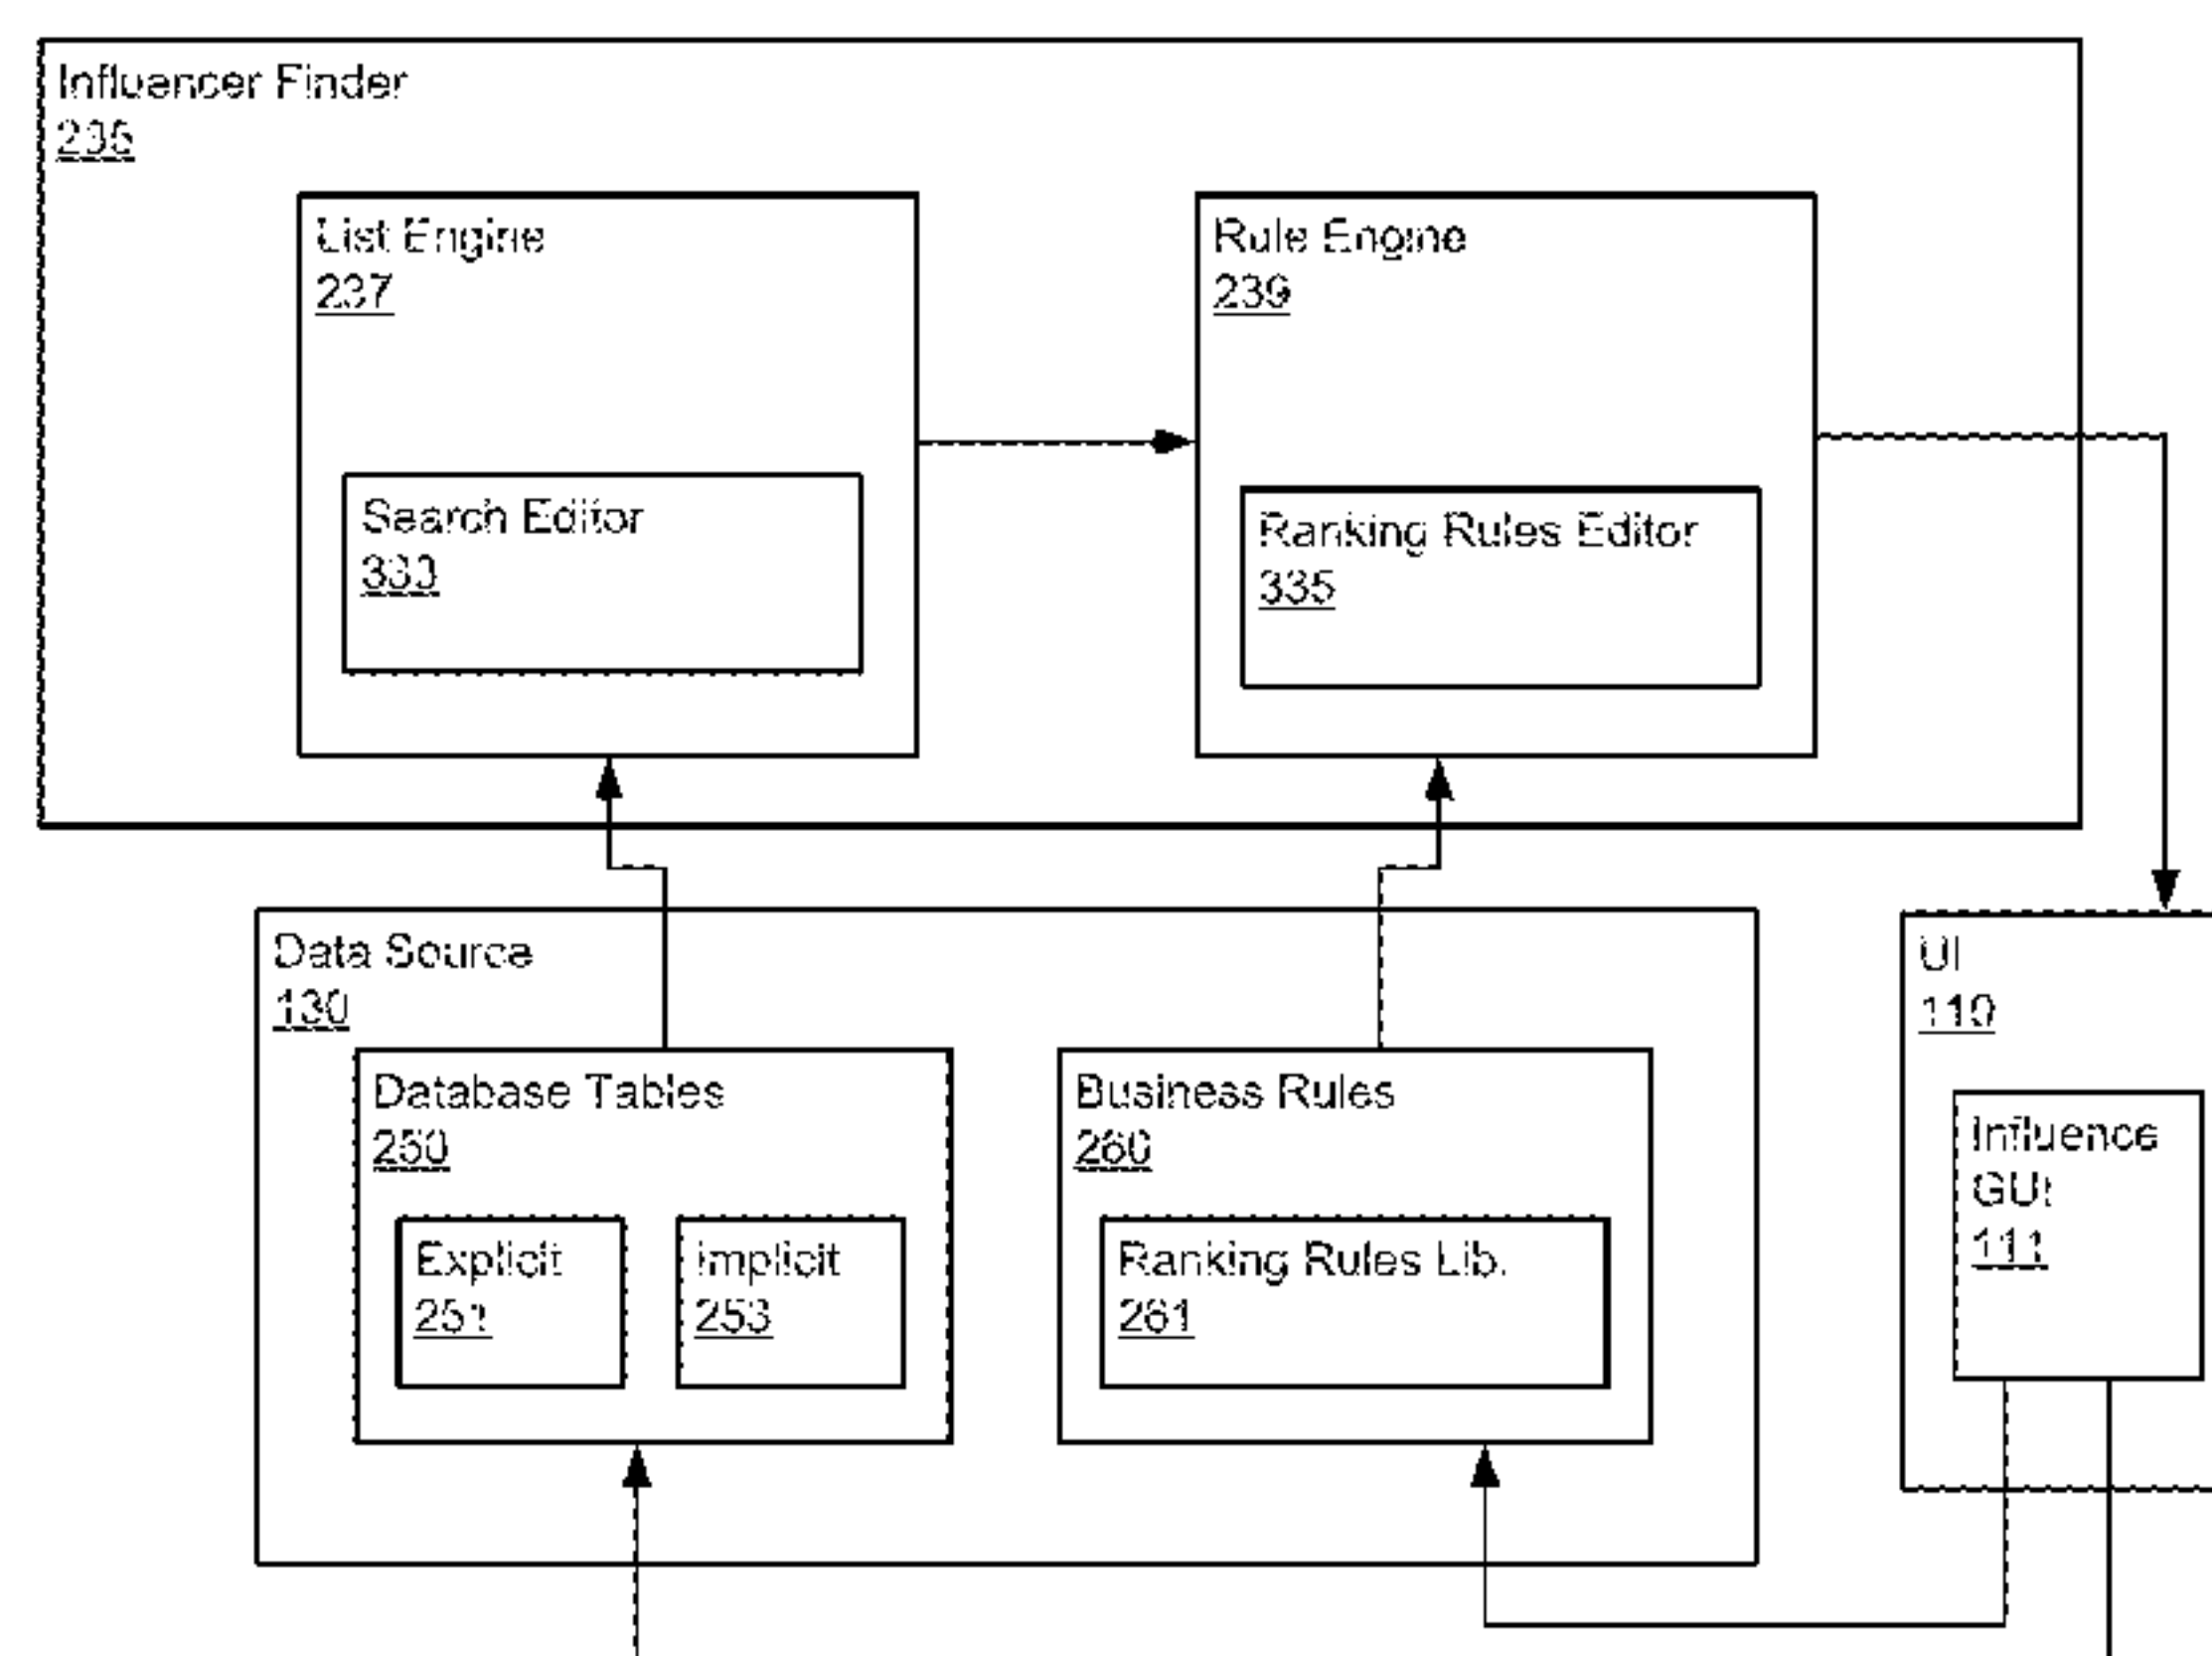 Influencer Finder
235
List Engine
237
Rule Engine
239
Search Editor
333
Ranking Rules Editor
335
Data Source
130
UI
110
Database Tables
250
Business Rules
260
Influence
GUI
111
Explicit
251
Implicit
253
Ranking Rules Lib.
261